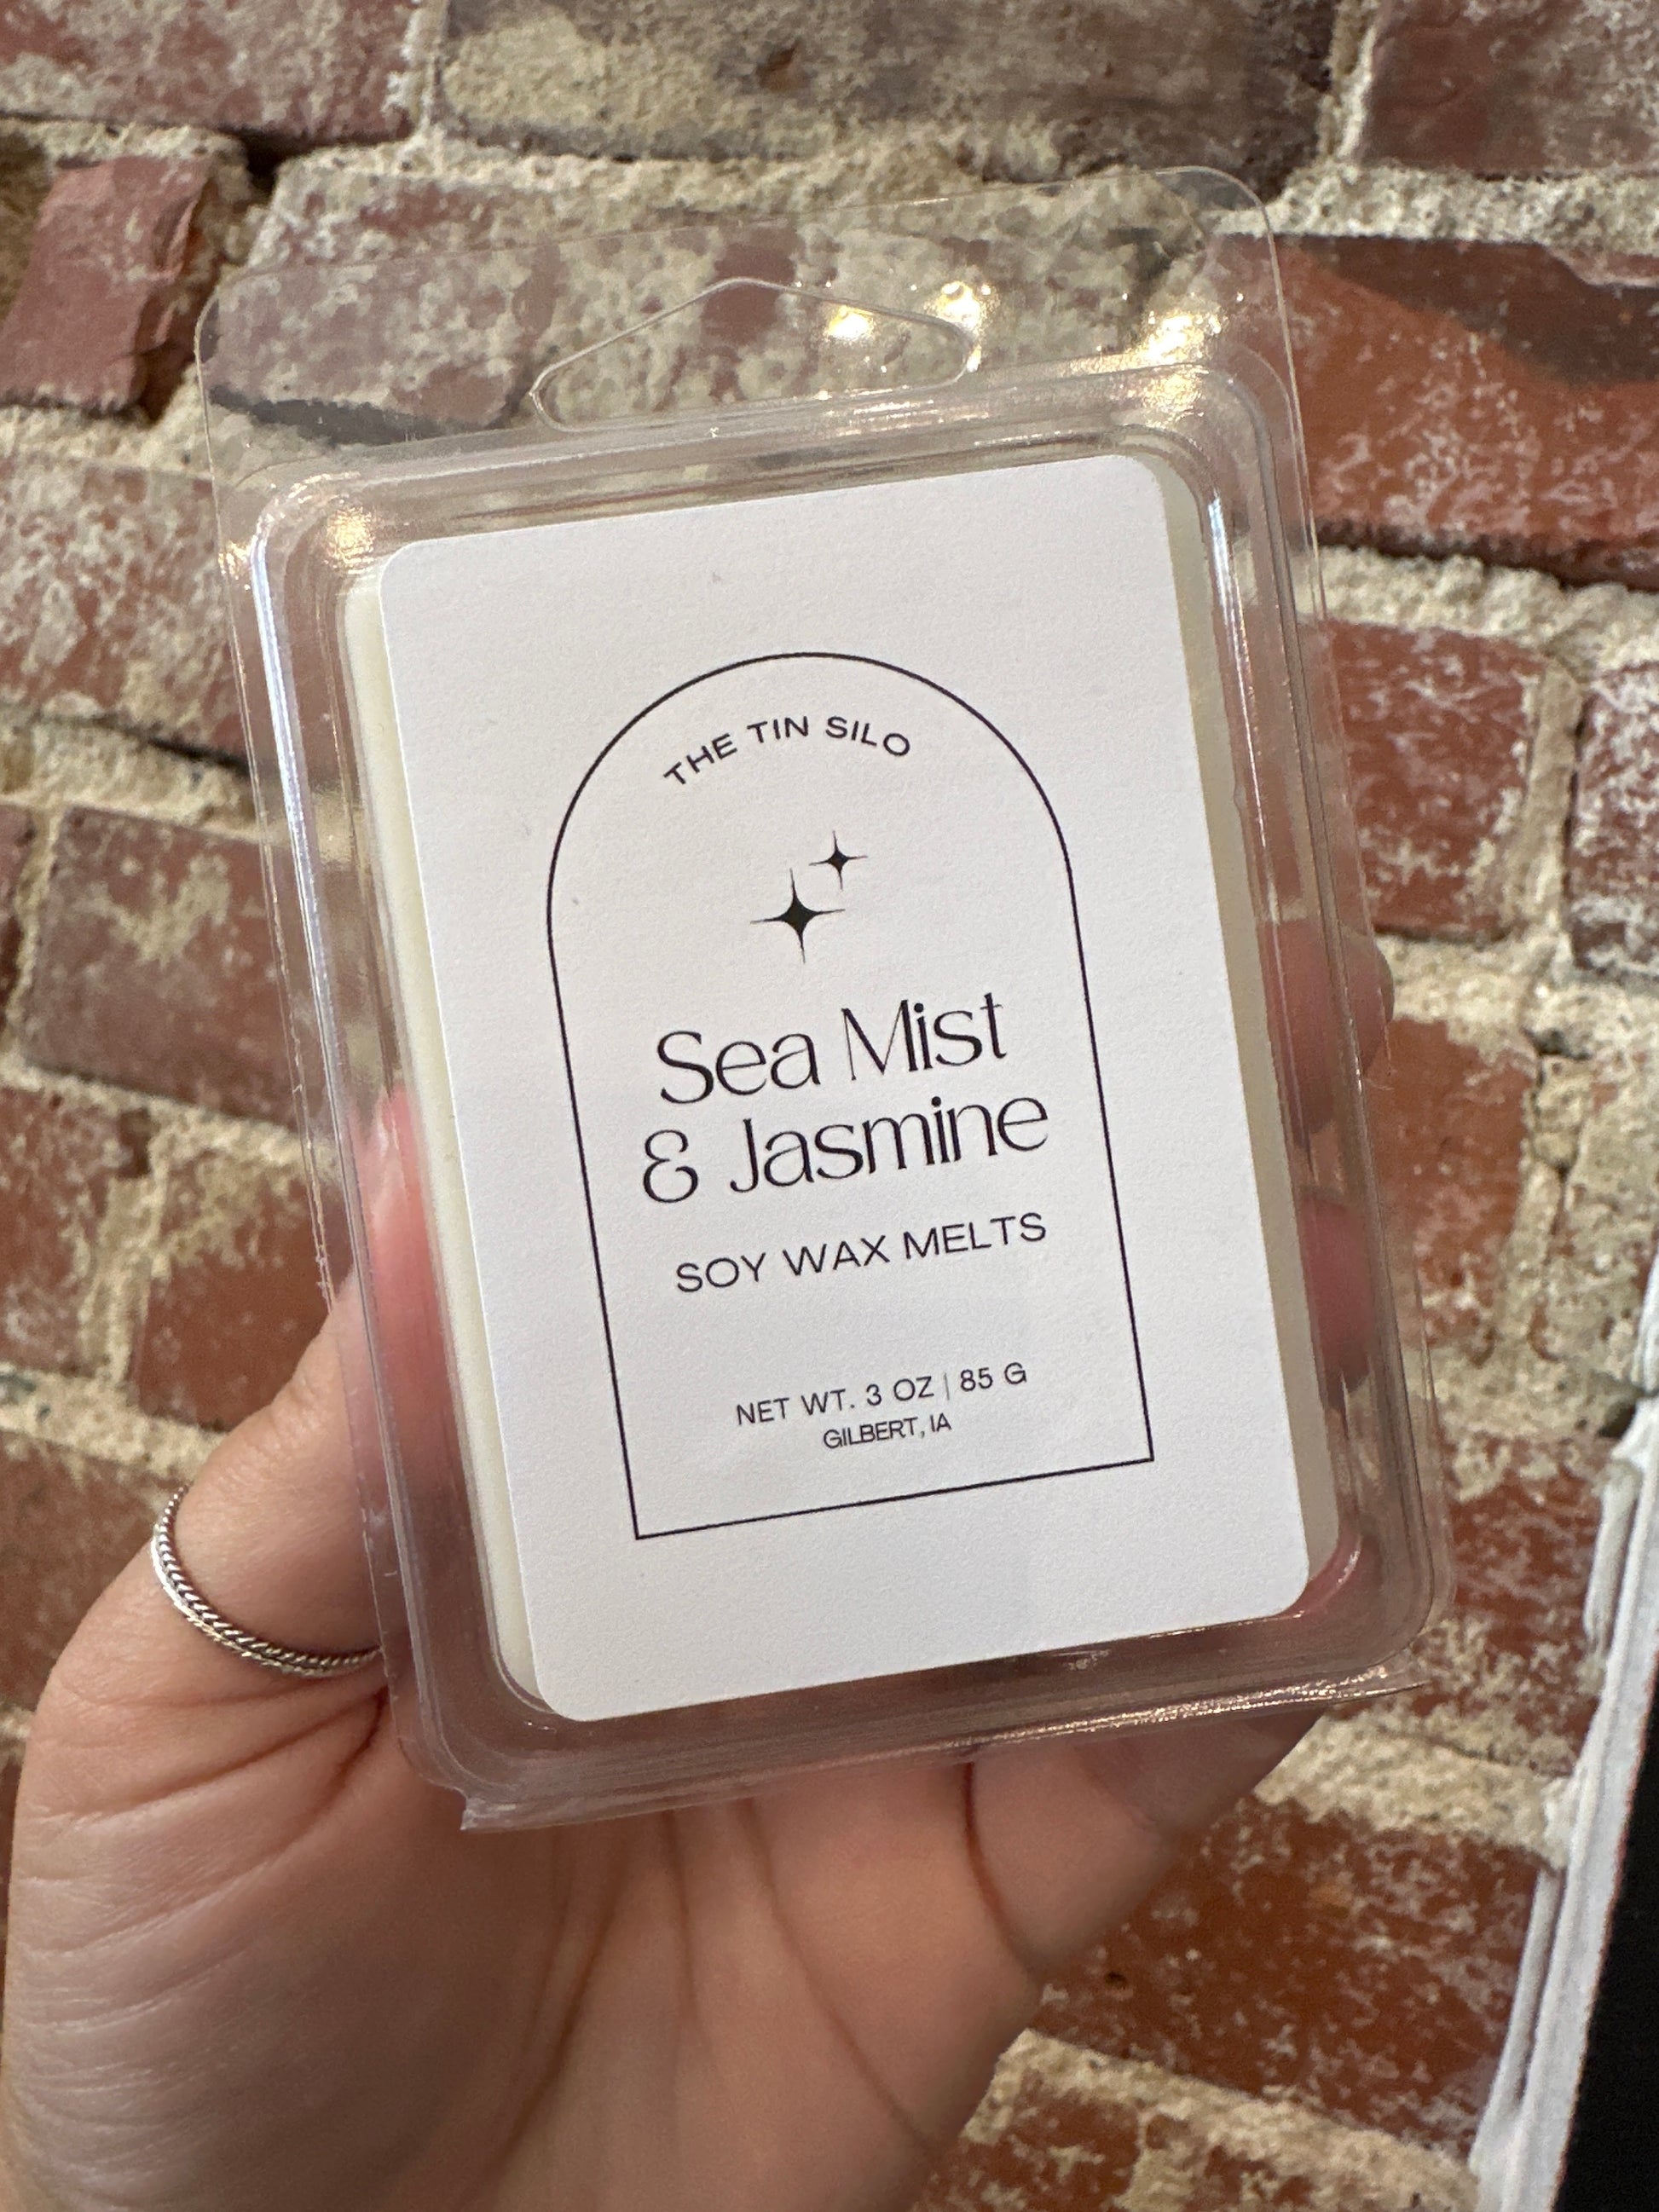 THE TIN SILO
Sea Mist
& Jasmine
SOY WAX MELTS
NET WT. 3 OZ | 85 G
GILBERT, IA